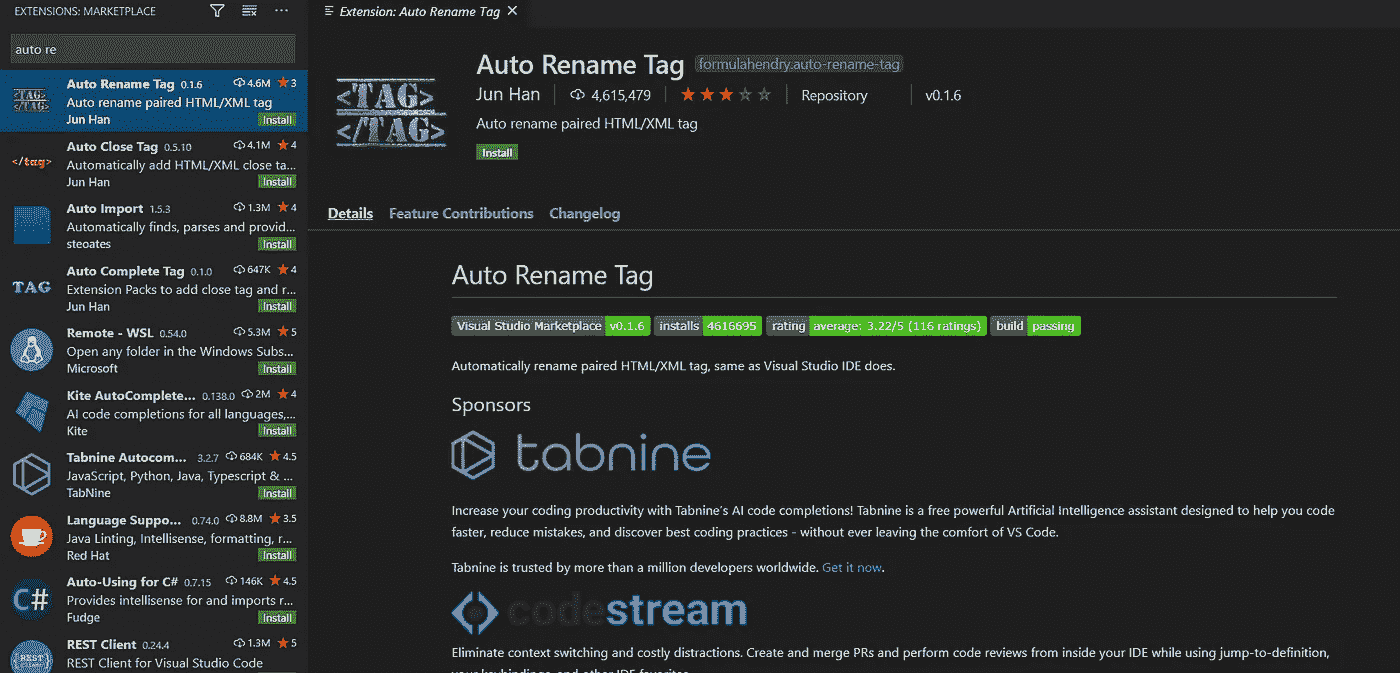 EXTENSIONS: MARKETPLACE
auto re
Auto Rename Tag 0.1.6 4.6M 3
Auto rename paired HTML/XML tag
Jun Han Install
Auto Close Tag 0.5.10 4.1M 4
Automatically add HTML/XML close ta...
Jun Han Install
Auto Import 1.5.3 1.3M 4
Automatically finds, parses and provid...
steoates Install
Auto Complete Tag 0.1.0 647K 4
Extension Packs to add close tag and r...
Jun Han Install
Remote - WSL 0.54.0 5.3M 5
Open any folder in the Windows Subs...
Microsoft Install
Kite AutoComplete... 0.138.0 2M 4
AI code completions for all languages,...
Kite Install
Tabnine Autocom... 3.2.7 684K 4.5
JavaScript, Python, Java, Typescript & ...
TabNine Install
Language Suppo... 0.74.0 8.8M 3.5
Java Linting, Intellisense, formatting, r...
Red Hat Install
Auto-Using for C# 0.7.15 146K 4.5
Provides intellisense for and imports r...
Fudge Install
REST Client 0.24.4 1.3M 5
REST Client for Visual Studio Code
<TAG>
</TAG>
</tag>
TAG
C#
{REST}
Extension: Auto Rename Tag
<TAG>
</TAG>
Auto Rename Tag formulahendry.auto-rename-tag
Jun Han 4,615,479 Repository v0.1.6
Auto rename paired HTML/XML tag
Install
Details Feature Contributions Changelog
Auto Rename Tag
Visual Studio Marketplace v0.1.6 installs 4616695 rating average: 3.22/5 (116 ratings) build passing
Automatically rename paired HTML/XML tag, same as Visual Studio IDE does.
Sponsors
tabnine
Increase your coding productivity with Tabnine's AI code completions! Tabnine is a free powerful Artificial Intelligence assistant designed to help you code
faster, reduce mistakes, and discover best coding practices - without ever leaving the comfort of VS Code.
Tabnine is trusted by more than a million developers worldwide. Get it now.
codestream
Eliminate context switching and costly distractions. Create and merge PRs and perform code reviews from inside your IDE while using jump-to-definition,
your keybindings, and other IDE favorites.